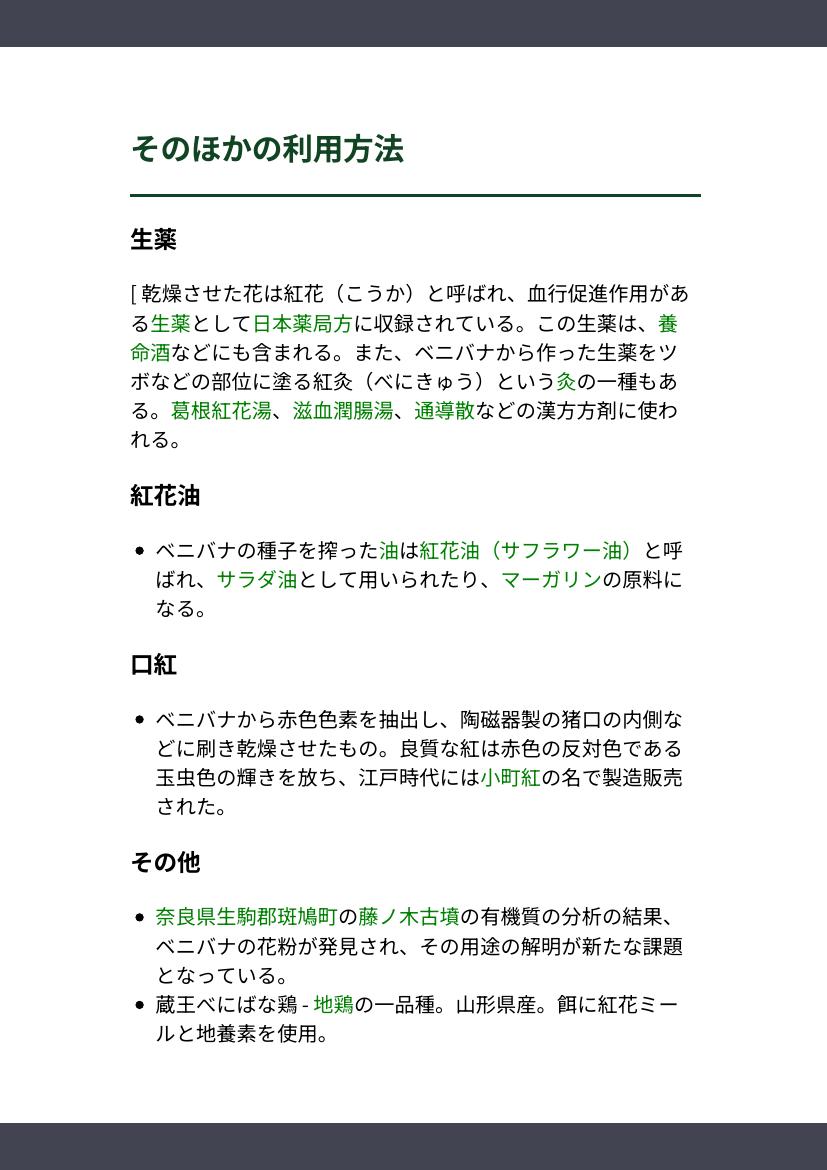 そのほかの利用方法
生薬
[ 乾燥させた花は紅花（こうか）と呼ばれ、血行促進作用があ
る生薬として日本薬局方に収録されている。この生薬は、養
命酒などにも含まれる。また、ベニバナから作った生薬をツ
ボなどの部位に塗る紅灸（べにきゅう）という灸の一種もあ
る。葛根紅花湯、滋血潤腸湯、通導散などの漢方方剤に使わ
れる。
紅花油
• ベニバナの種子を搾った油は紅花油（サフラワー油）と呼
ばれ、サラダ油として用いられたり、マーガリンの原料に
なる。
口紅
• ベニバナから赤色色素を抽出し、陶磁器製の猪口の内側な
どに刷き乾燥させたもの。良質な紅は赤色の反対色である
玉虫色の輝きを放ち、江戸時代には小町紅の名で製造販売
された。
その他
• 奈良県生駒郡斑鳩町の藤ノ木古墳の有機質の分析の結果、
ベニバナの花粉が発見され、その用途の解明が新たな課題
となっている。
• 蔵王べにばな鶏 - 地鶏の一品種。山形県産。餌に紅花ミー
ルと地養素を使用。